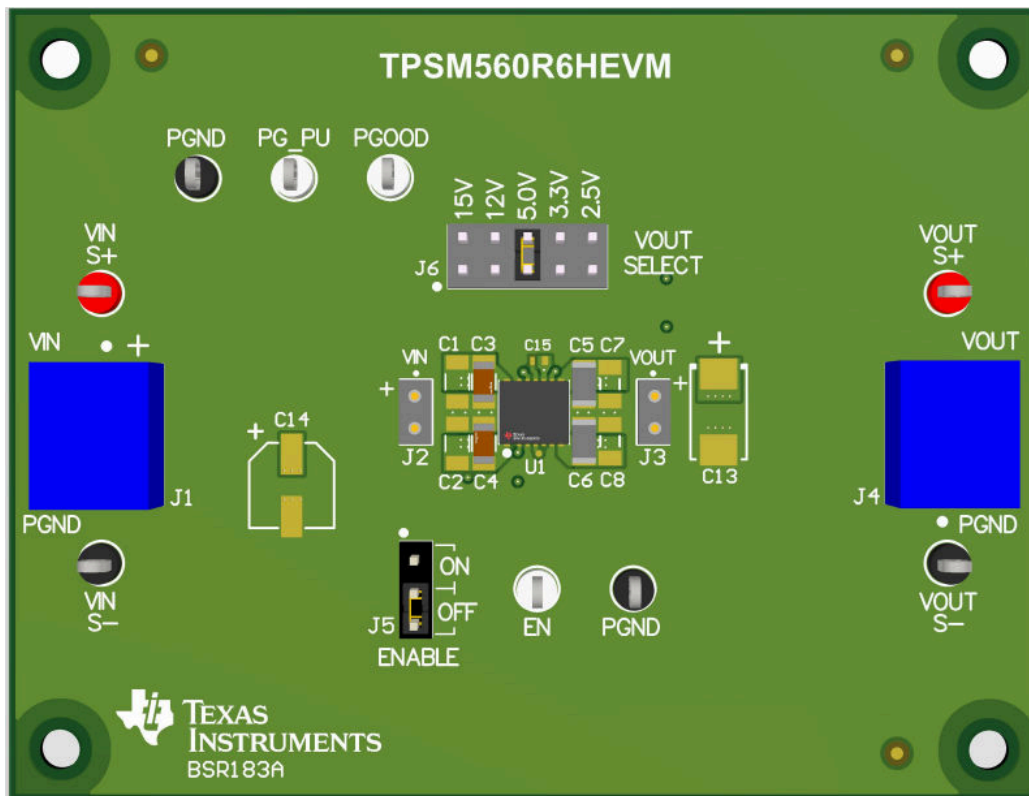 TPSM560R6HEVM
PGND
PG_PU
PGOOD
15V
12V
5.0V
3.3V
2.5V
J6
VOUT
SELECT
VIN
S+
VOUT
S+
VIN
+
VOUT
J1
PGND
C14
+
C1
C3
C15
C5
C7
VIN
+
J2
C2
C4
U1
TEXAS
INSTRUMENTS
C6
C8
VOUT
+
J3
+
C13
J4
PGND
VIN
S-
ON
OFF
J5
ENABLE
EN
PGND
VOUT
S-
TEXAS
INSTRUMENTS
BSR183A